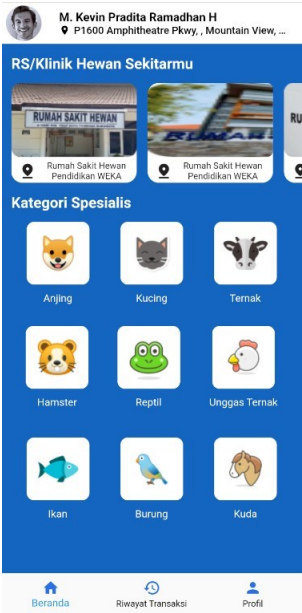 M. Kevin Pradita Ramadhan H
P1600 Amphitheatre Pkwy, , Mountain View, ...
RS/Klinik Hewan Sekitarmu
RUMAH SAKIT HEWAN
RUMAH
RU
Rumah Sakit Hewan
Pendidikan WEKA
Rumah Sakit Hewan
Pendidikan WEKA
Kategori Spesialis
Anjing
Kucing
Ternak
Hamster
Reptil
Unggas Ternak
Ikan
Burung
Kuda
Beranda
Riwayat Transaksi
Profil